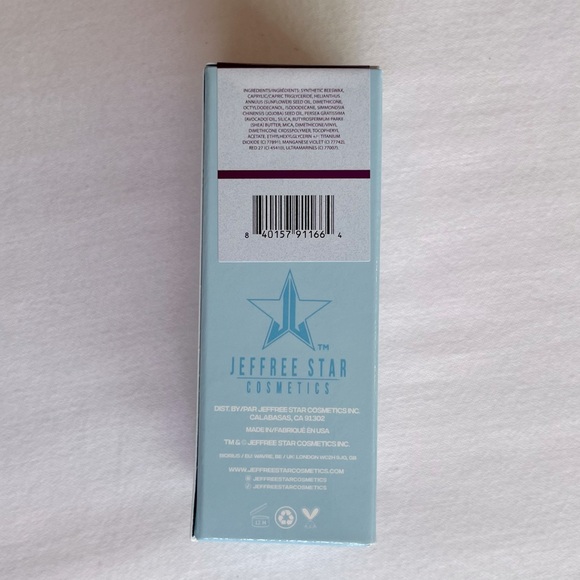 INGREDIENTS/INGRÉDIENTS: SYNTHETIC BEESWAX,
CAPRYLIC/CAPRIC TRIGLYCERIDE, HELIANTHUS
ANNUUS (SUNFLOWER) SEED OIL, DIMETHICONE,
OCTYLDODECANOL, ISODODECANE, SIMMONDSIA
CHINENSIS (JOJOBA) SEED OIL, PERSEA GRATISSIMA
(AVOCADO) OIL, SILICA, BUTYROSPERMUM PARKII
(SHEA) BUTTER, MICA, DIMETHICONE/VINYL
DIMETHICONE CROSSPOLYMER, TOCOPHERYL
ACETATE, ETHYLHEXYLGLYCERIN +/- TITANIUM
DIOXIDE (CI 77891), MANGANESE VIOLET (CI 77742),
RED 27 (CI 45410), ULTRAMARINES (CI 77007).
8 40157 91166 4
TM
JEFFREE STAR
COSMETICS
DIST. BY/PAR JEFFREE STAR COSMETICS INC.
CALABASAS, CA 91302
MADE IN/FABRIQUÉ EN USA
TM & © JEFFREE STAR COSMETICS INC.
WWW.JEFFREESTARCOSMETICS.COM
JEFFREESTARCOSMETICS
JEFFREESTARCOSMETICS